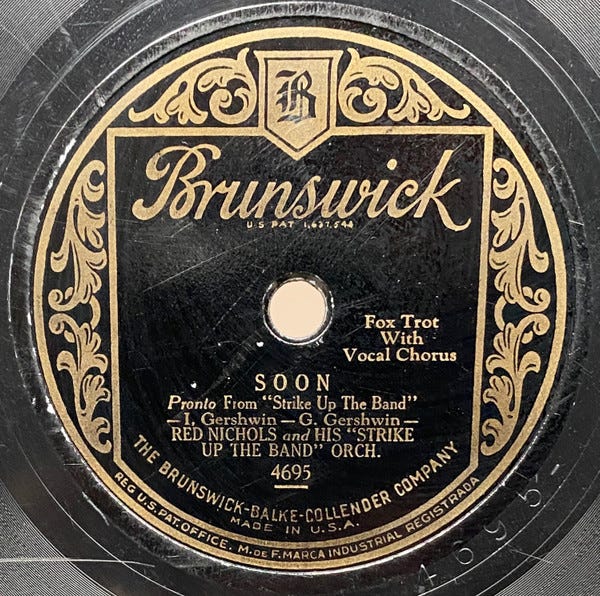 B
Brunswick
U S PAT 1,637,544
Fox Trot
With
Vocal Chorus
SOON
Pronto From "Strike Up The Band"
—I. Gershwin—G. Gershwin—
RED NICHOLS and HIS "STRIKE
UP THE BAND" ORCH.
4695
THE BRUNSWICK-BALKE-COLLENDER COMPANY
MADE IN U.S.A.
REG U.S. PAT. OFFICE. M. DE F. MARCA INDUSTRIAL REGISTRADA
4695-